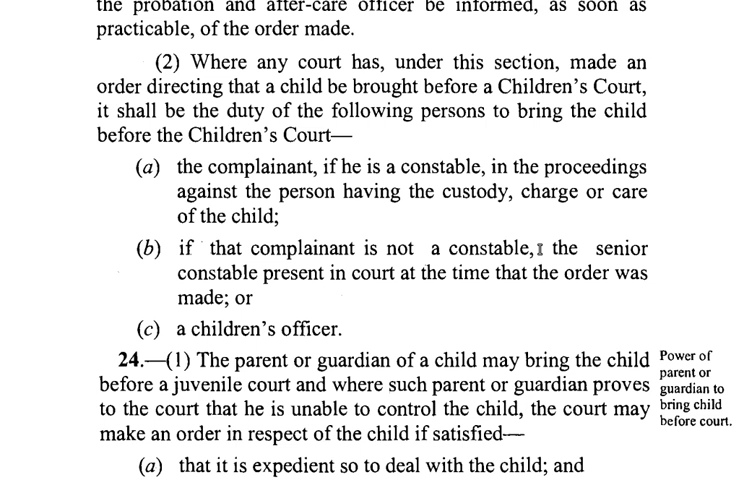 the probation and after-care officer be informed, as soon as
practicable, of the order made.
(2) Where any court has, under this section, made an
order directing that a child be brought before a Children's Court,
it shall be the duty of the following persons to bring the child
before the Children's Court—
(a) the complainant, if he is a constable, in the proceedings
against the person having the custody, charge or care
of the child;
(b) if that complainant is not a constable, the senior
constable present in court at the time that the order was
made; or
(c) a children's officer.
24.—(1) The parent or guardian of a child may bring the child
before a juvenile court and where such parent or guardian proves
to the court that he is unable to control the child, the court may
make an order in respect of the child if satisfied—
(a) that it is expedient so to deal with the child; and
Power of
parent or
guardian to
bring child
before court.